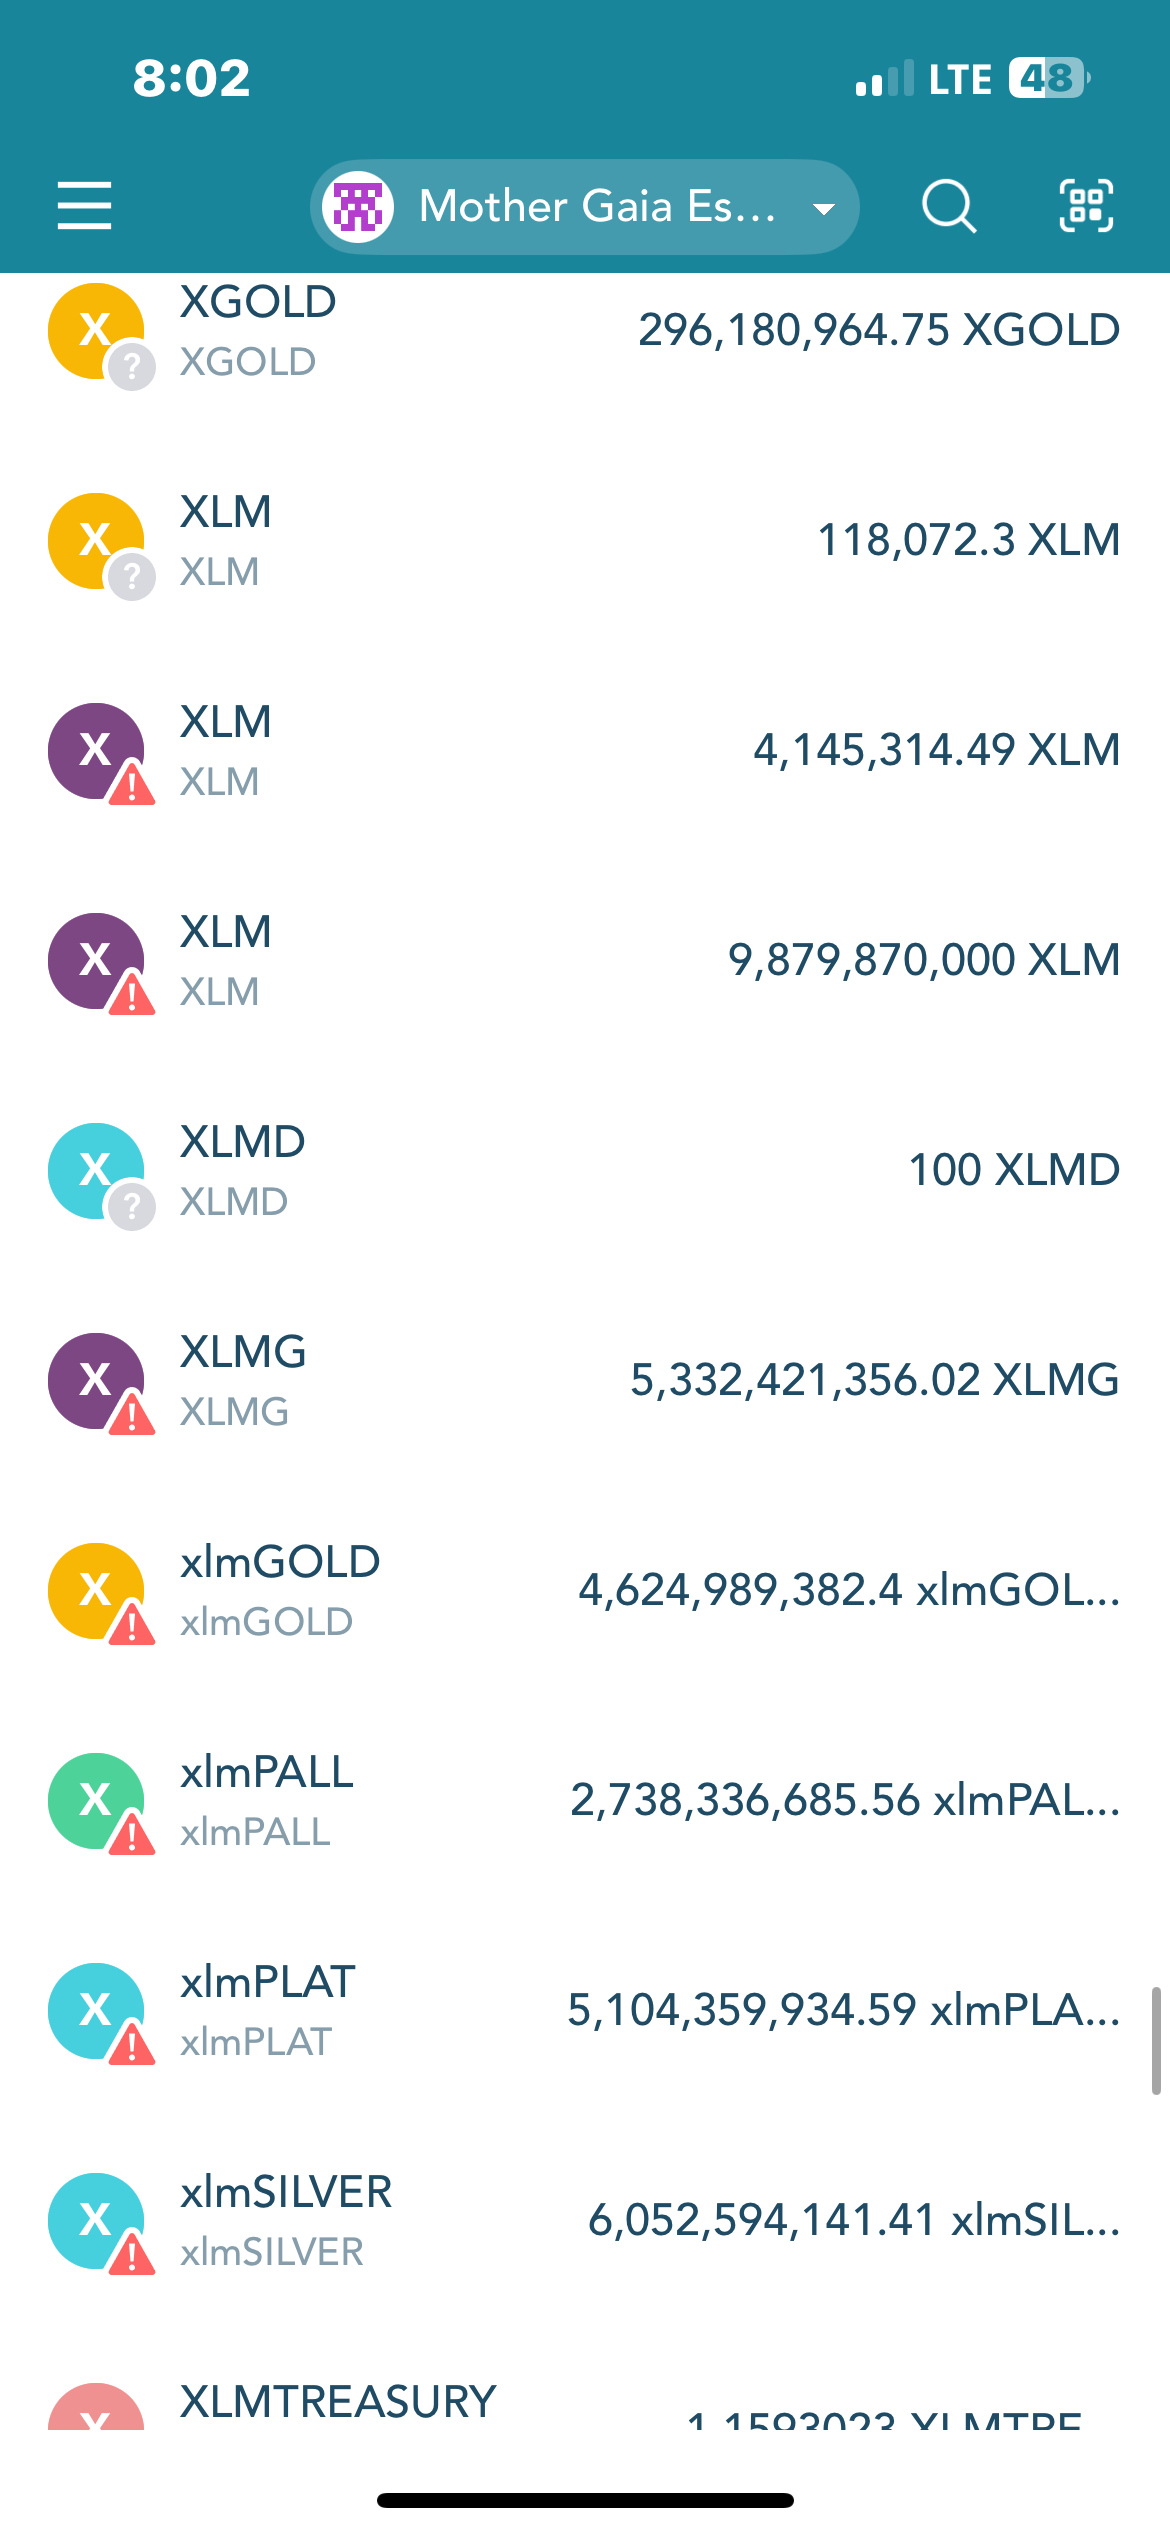 8:02
LTE 48
Mother Gaia Es...
X XGOLD
? XGOLD
296,180,964.75 XGOLD
X XLM
? XLM
118,072.3 XLM
X XLM
! XLM
4,145,314.49 XLM
X XLM
! XLM
9,879,870,000 XLM
X XLMD
? XLMD
100 XLMD
X XLMG
! XLMG
5,332,421,356.02 XLMG
X xlmGOLD
! xlmGOLD
4,624,989,382.4 xlmGOL...
X xlmPALL
! xlmPALL
2,738,336,685.56 xlmPAL...
X xlmPLAT
! xlmPLAT
5,104,359,934.59 xlmPLA...
X xlmSILVER
! xlmSILVER
6,052,594,141.41 xlmSIL...
X XLMTREASURY
1.1593023 XLMTRE